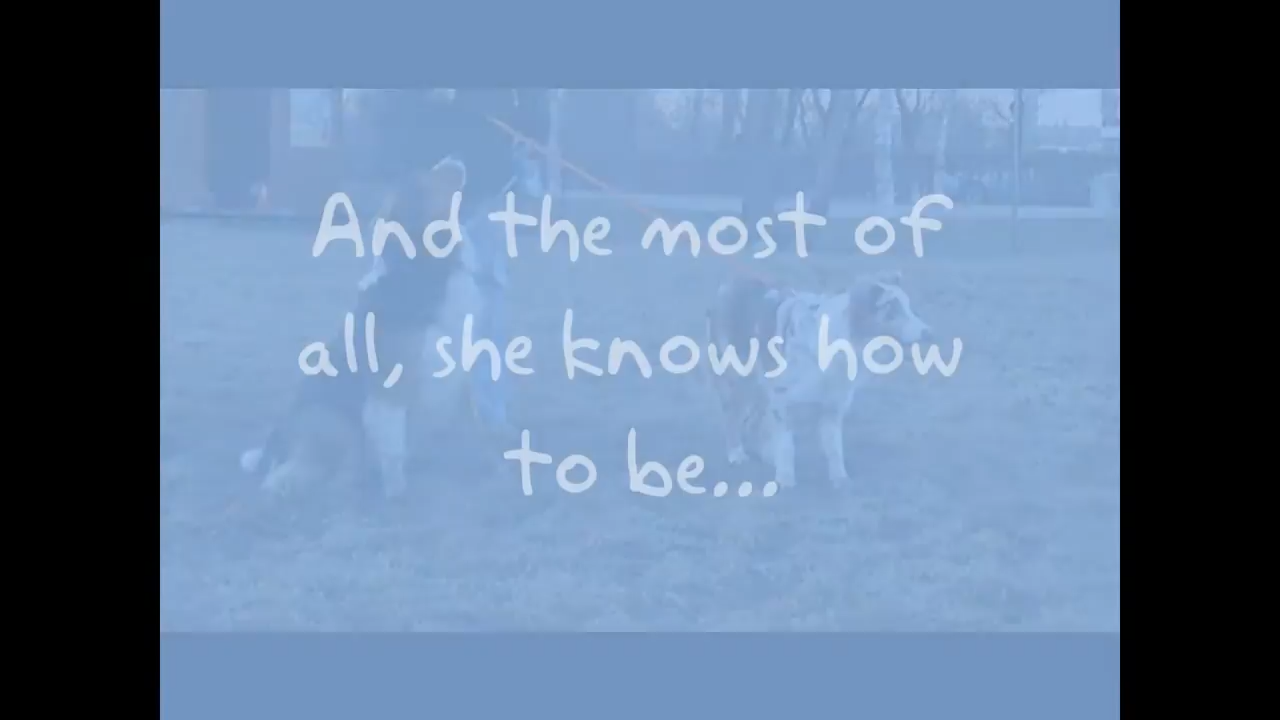 And the most of
all, she knows how
to be...